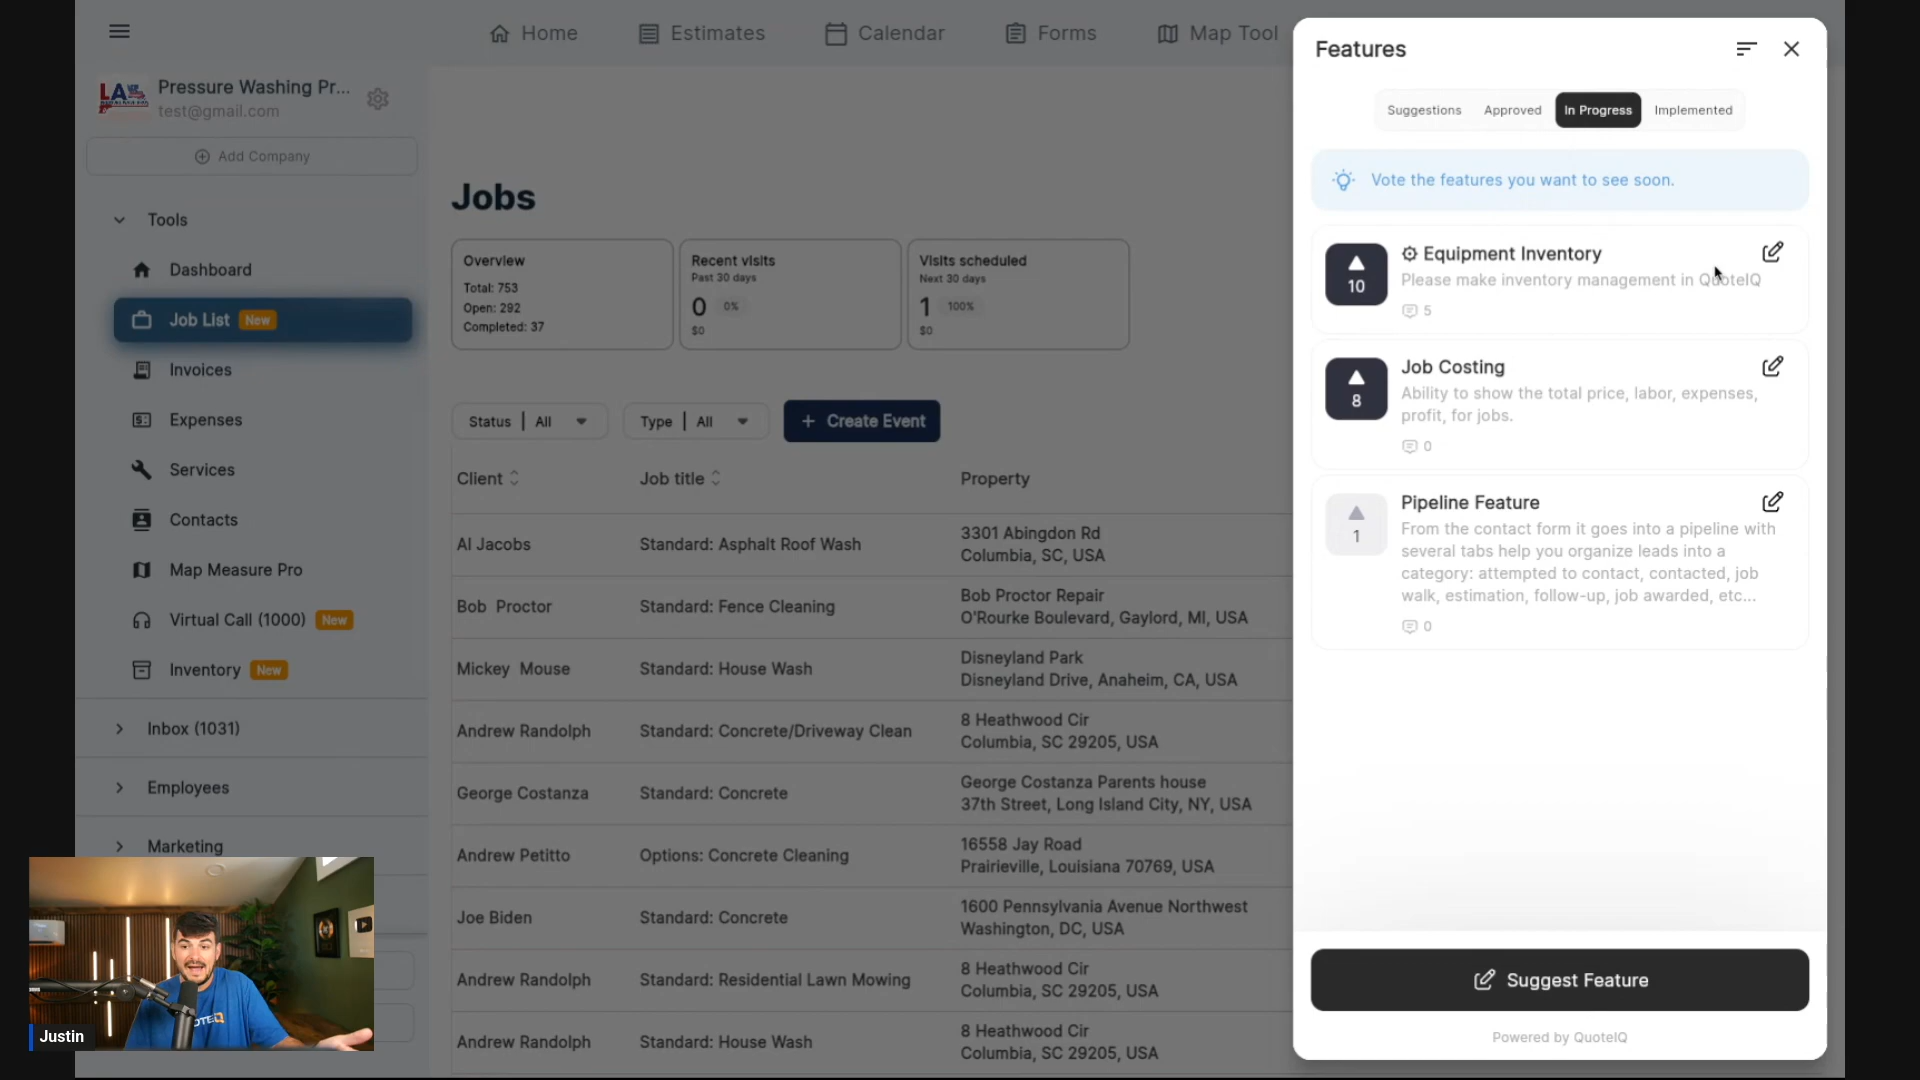 Home
Estimates
Calendar
Forms
Map Tool
Pressure Washing Pr...
test@gmail.com
Add Company
Tools
Dashboard
Job List New
Invoices
Expenses
Services
Contacts
Map Measure Pro
Virtual Call (1000) New
Inventory New
Inbox (1031)
Employees
Marketing
Justin
Jobs
Overview
Total: 753
Open: 292
Completed: 37
Recent visits
Past 30 days
0 0%
$0
Visits scheduled
Next 30 days
1 100%
$0
Status | All
Type | All
+ Create Event
Client
Job title
Property
Al Jacobs
Standard: Asphalt Roof Wash
3301 Abingdon Rd
Columbia, SC, USA
Bob Proctor
Standard: Fence Cleaning
Bob Proctor Repair
O'Rourke Boulevard, Gaylord, MI, USA
Mickey Mouse
Standard: House Wash
Disneyland Park
Disneyland Drive, Anaheim, CA, USA
Andrew Randolph
Standard: Concrete/Driveway Clean
8 Heathwood Cir
Columbia, SC 29205, USA
George Costanza
Standard: Concrete
George Costanza Parents house
37th Street, Long Island City, NY, USA
Andrew Petitto
Options: Concrete Cleaning
16558 Jay Road
Prairieville, Louisiana 70769, USA
Joe Biden
Standard: Concrete
1600 Pennsylvania Avenue Northwest
Washington, DC, USA
Andrew Randolph
Standard: Residential Lawn Mowing
8 Heathwood Cir
Columbia, SC 29205, USA
Andrew Randolph
Standard: House Wash
8 Heathwood Cir
Columbia, SC 29205, USA
Features
Suggestions
Approved
In Progress
Implemented
Vote the features you want to see soon.
10
Equipment Inventory
Please make inventory management in QuoteIQ
5
8
Job Costing
Ability to show the total price, labor, expenses,
profit, for jobs.
0
1
Pipeline Feature
From the contact form it goes into a pipeline with
several tabs help you organize leads into a
category: attempted to contact, contacted, job
walk, estimation, follow-up, job awarded, etc...
0
Suggest Feature
Powered by QuoteIQ